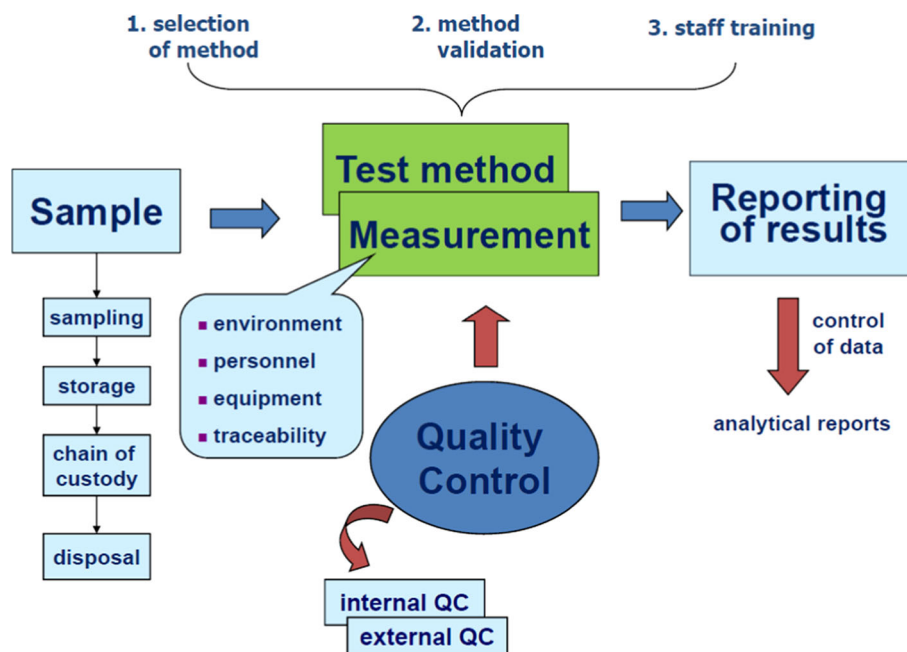 1. selection
of method
2. method
validation
3. staff training
Test method
Measurement
Sample
Reporting
of results
sampling
storage
chain of
custody
disposal
environment
personnel
equipment
traceability
Quality
Control
internal QC
external QC
control
of data
analytical reports